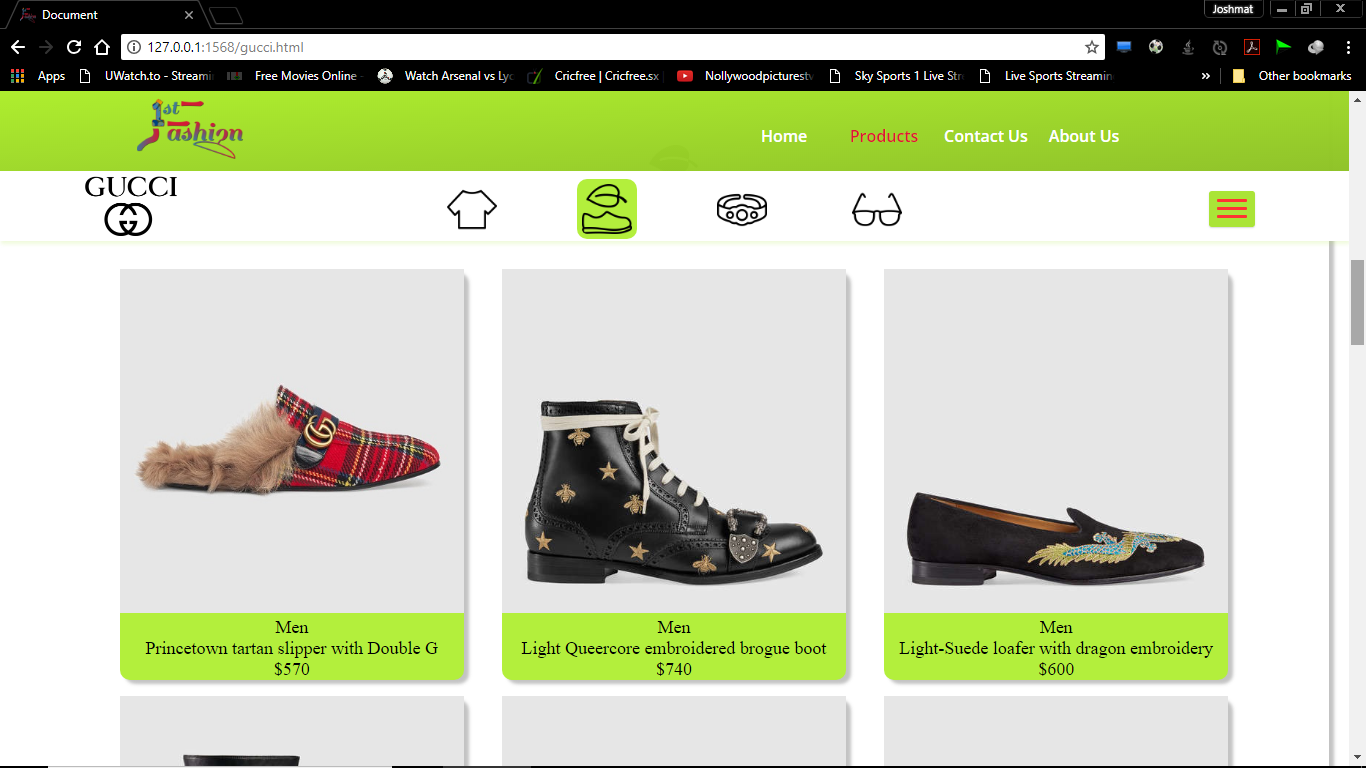 Document
Joshmat
127.0.0.1:1568/gucci.html
Apps
UWatch.to - Streami
Free Movies Online -
Watch Arsenal vs Lyc
Cricfree | Cricfree.sx
Nollywoodpicturestv
Sky Sports 1 Live Stre
Live Sports Streamin
»
Other bookmarks
1st
Fashion
Home
Products
Contact Us
About Us
GUCCI
Men
Princetown tartan slipper with Double G
$570
Men
Light Queercore embroidered brogue boot
$740
Men
Light-Suede loafer with dragon embroidery
$600